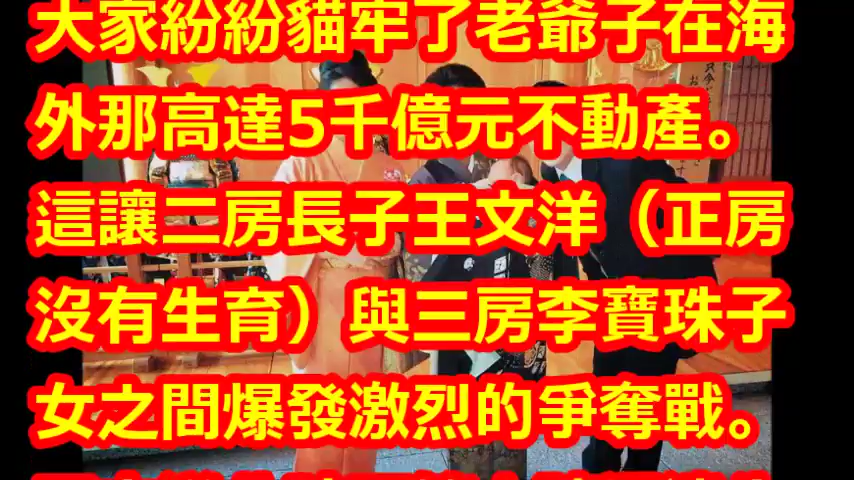 大家紛紛貓牢了老爺子在海
外那高達5千億元不動產。
這讓二房長子王文洋（正房
沒有生育）與三房李寶珠子
女之間爆發激烈的爭奪戰。